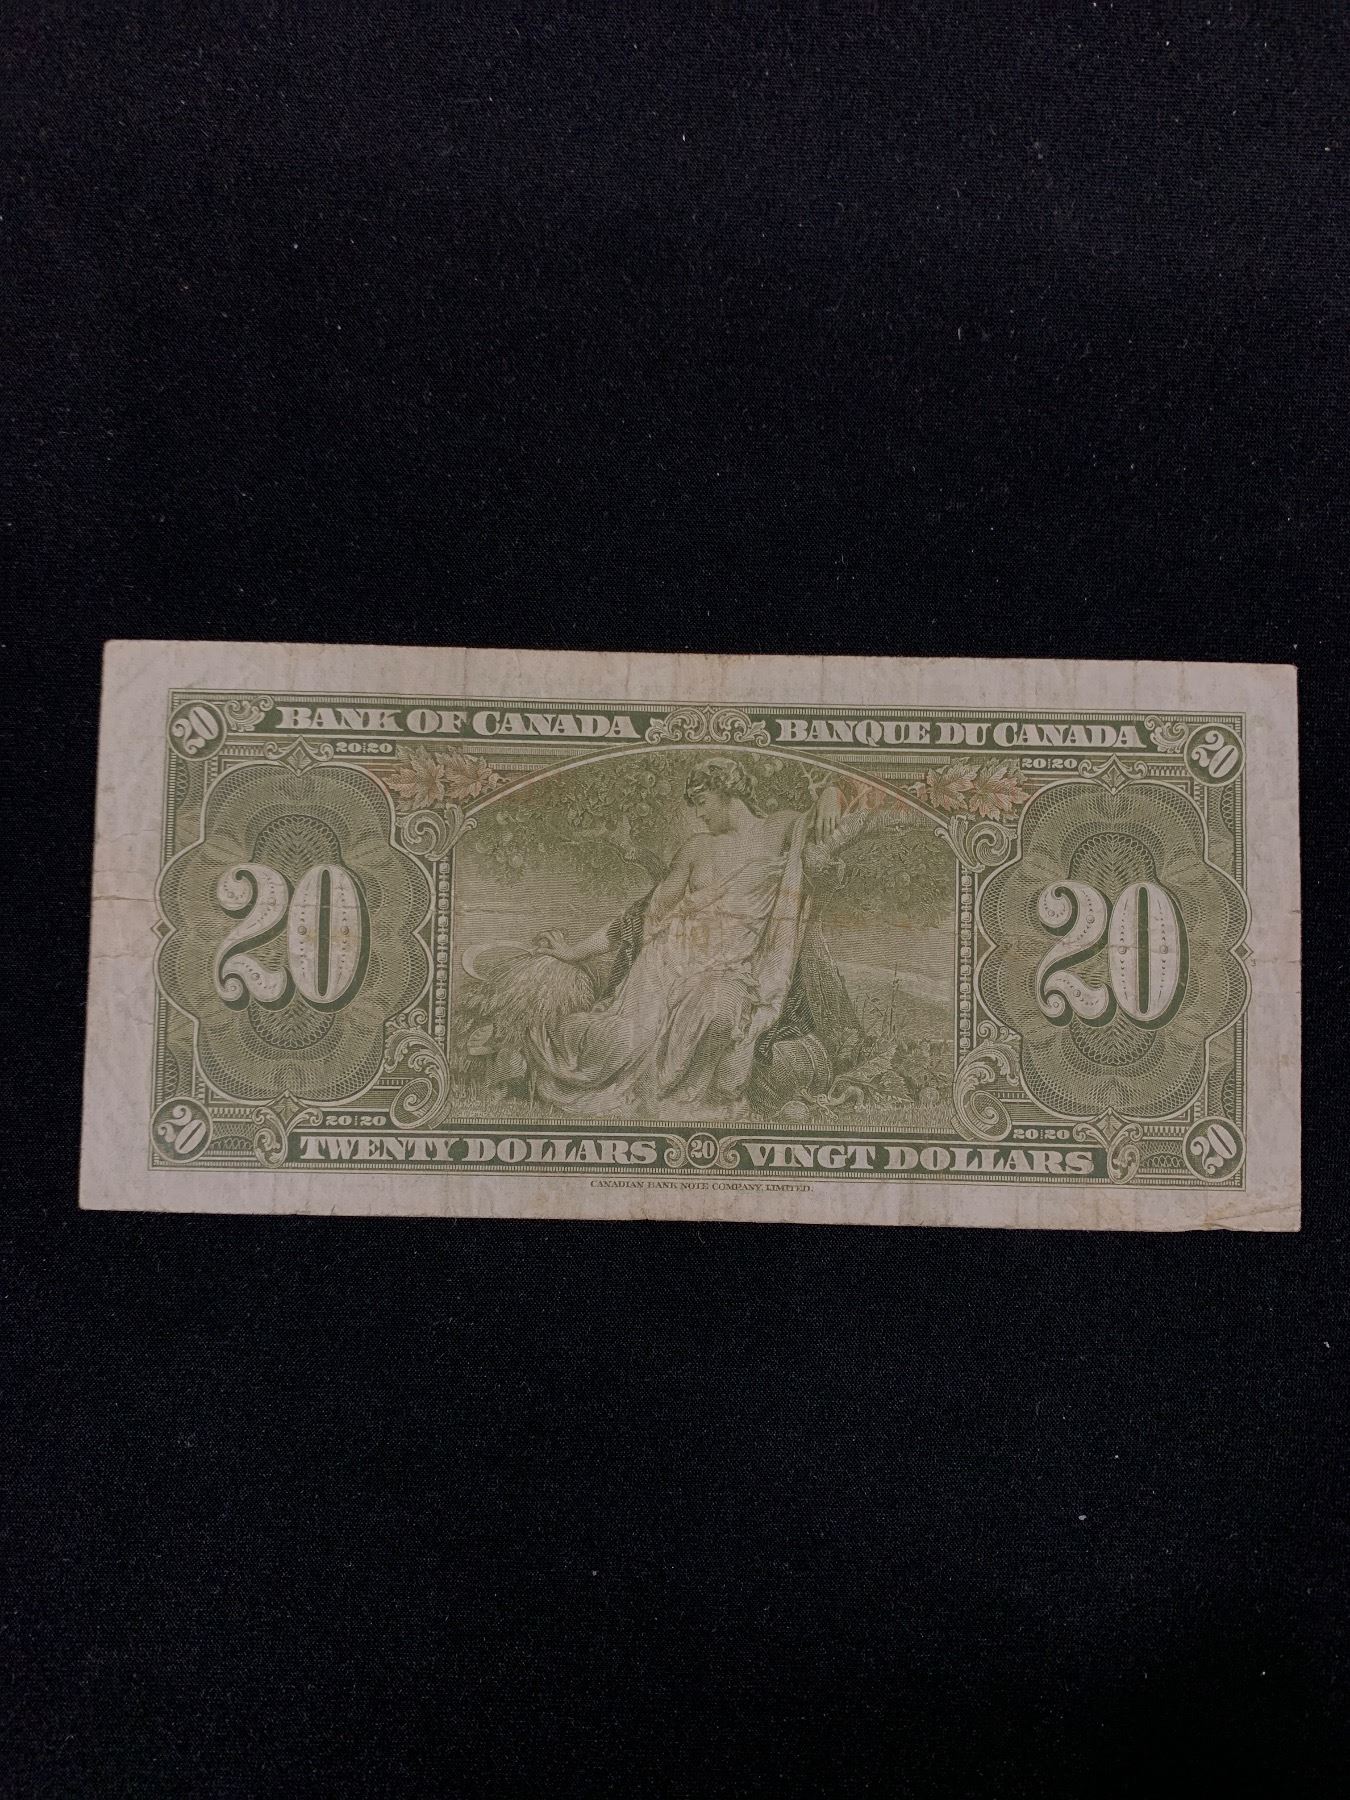 20 BANK OF CANADA BANQUE DU CANADA 20
20 20 20 20
20 20
20 20 20 20
20 TWENTY DOLLARS 20 VINGT DOLLARS 20
CANADIAN BANK NOTE COMPANY, LIMITED.